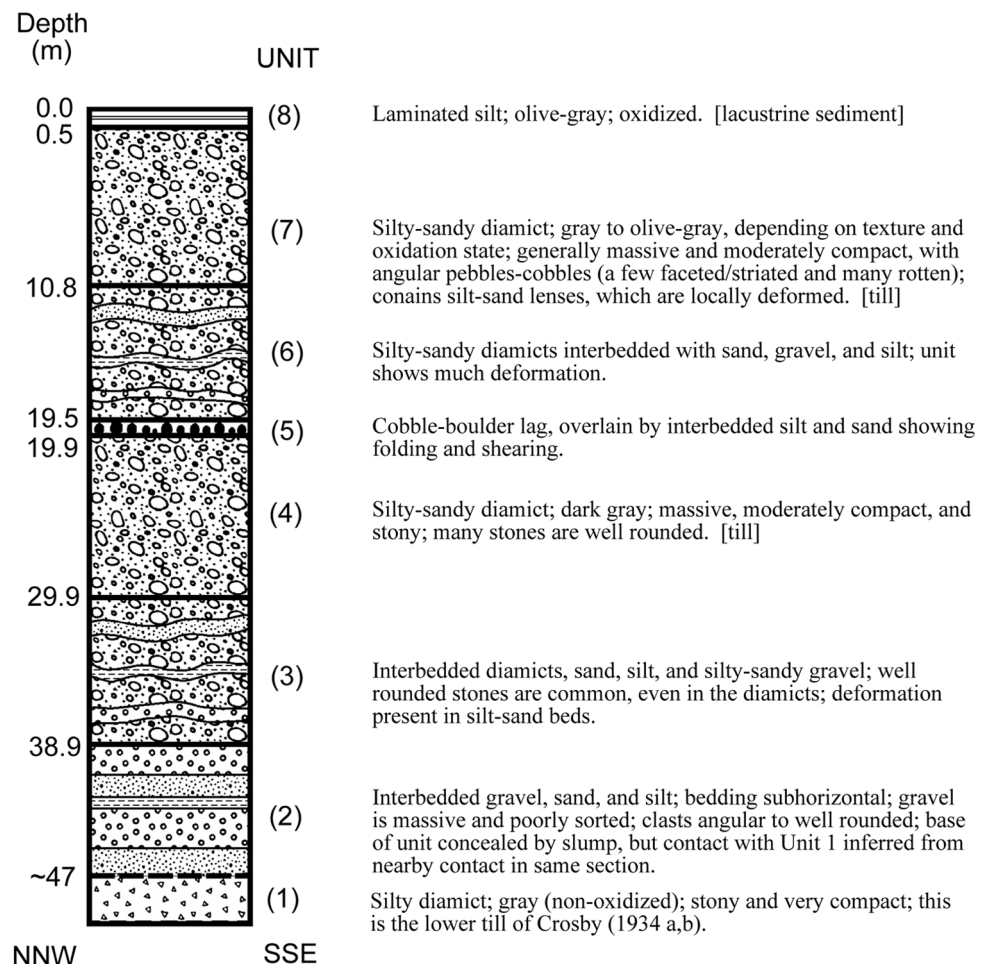 Depth
(m)
UNIT
0.0
0.5
(8)
Laminated silt; olive-gray; oxidized.  [lacustrine sediment]
(7)
Silty-sandy diamict; gray to olive-gray, depending on texture and
oxidation state; generally massive and moderately compact, with
angular pebbles-cobbles (a few faceted/striated and many rotten);
conains silt-sand lenses, which are locally deformed.  [till]
10.8
(6)
Silty-sandy diamicts interbedded with sand, gravel, and silt; unit
shows much deformation.
19.5
19.9
(5)
Cobble-boulder lag, overlain by interbedded silt and sand showing
folding and shearing.
(4)
Silty-sandy diamict; dark gray; massive, moderately compact, and
stony; many stones are well rounded.  [till]
29.9
(3)
Interbedded diamicts, sand, silt, and silty-sandy gravel; well
rounded stones are common, even in the diamicts; deformation
present in silt-sand beds.
38.9
(2)
Interbedded gravel, sand, and silt; bedding subhorizontal; gravel
is massive and poorly sorted; clasts angular to well rounded; base
of unit concealed by slump, but contact with Unit 1 inferred from
nearby contact in same section.
~47
(1)
Silty diamict; gray (non-oxidized); stony and very compact; this
is the lower till of Crosby (1934 a,b).
NNW
SSE